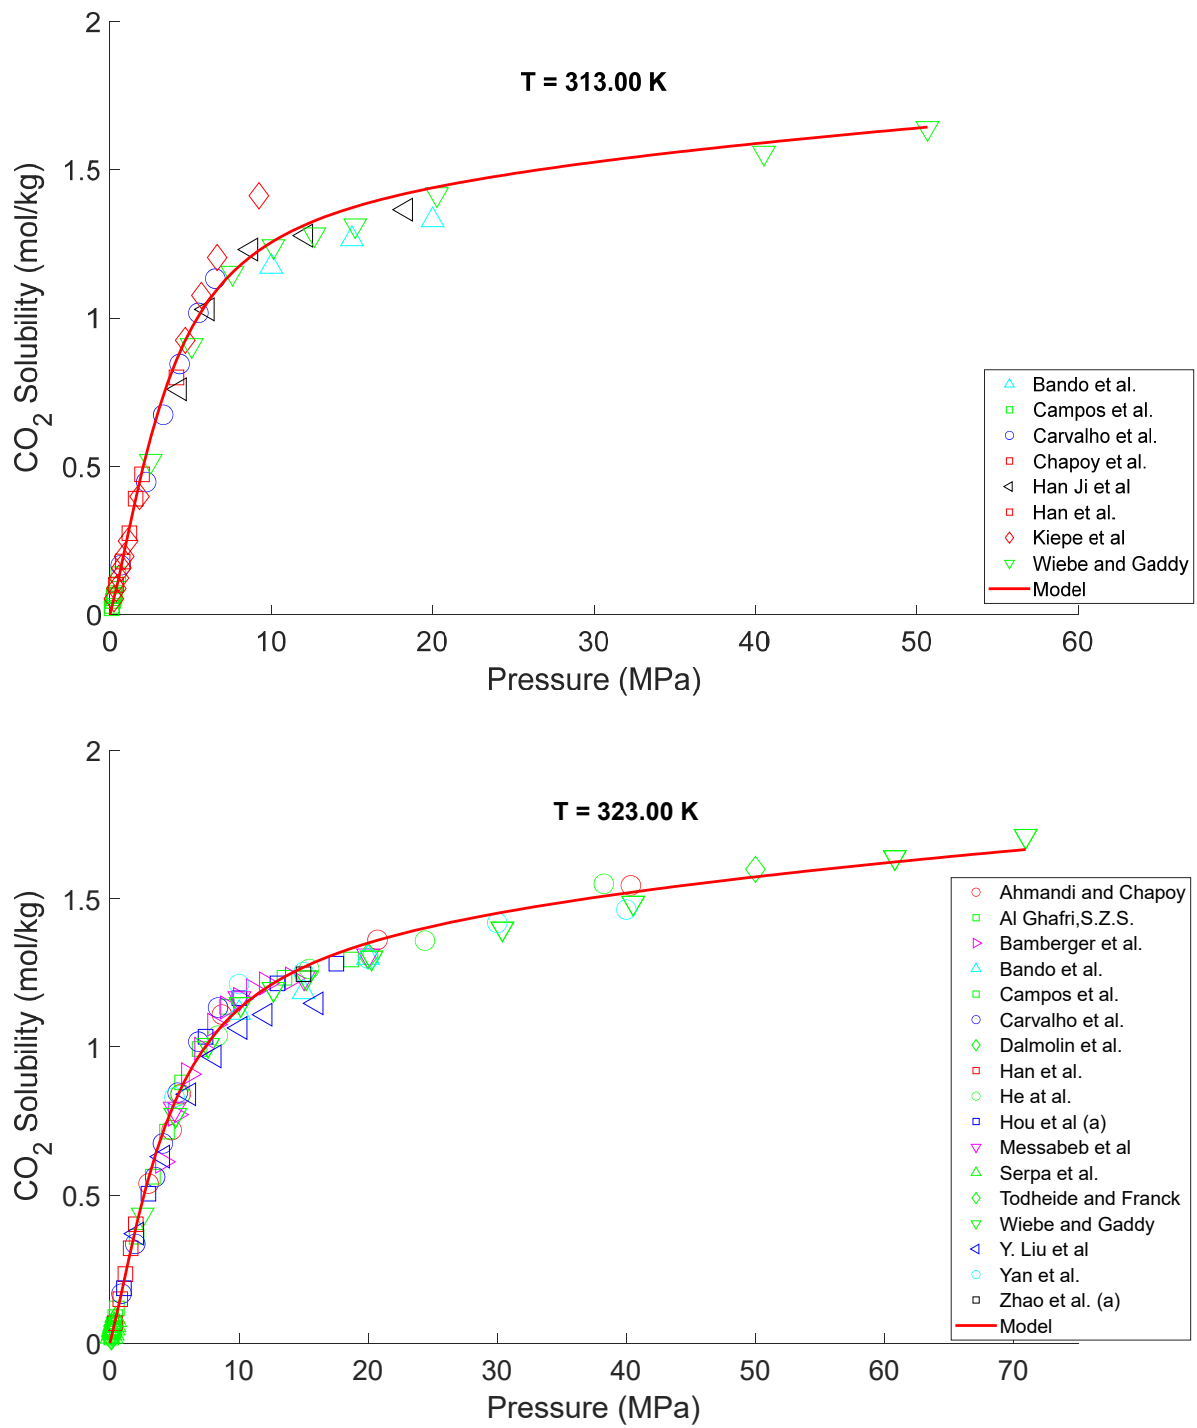 2
T = 313.00 K
1.5
CO2 Solubility (mol/kg)
1
0.5
0
0 10 20 30 40 50 60
Pressure (MPa)
Bando et al.
Campos et al.
Carvalho et al.
Chapoy et al.
Han Ji et al
Han et al.
Kiepe et al
Wiebe and Gaddy
Model
2
T = 323.00 K
1.5
CO2 Solubility (mol/kg)
1
0.5
0
0 10 20 30 40 50 60 70
Pressure (MPa)
Ahmandi and Chapoy
Al Ghafri,S.Z.S.
Bamberger et al.
Bando et al.
Campos et al.
Carvalho et al.
Dalmolin et al.
Han et al.
He at al.
Hou et al (a)
Messabeb et al
Serpa et al.
Todheide and Franck
Wiebe and Gaddy
Y. Liu et al
Yan et al.
Zhao et al. (a)
Model